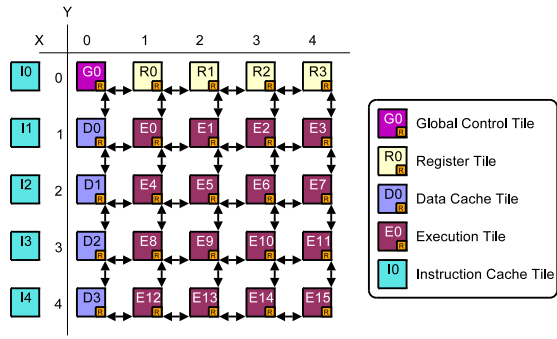 Y
X 0 1 2 3 4
I0 0 G0 R R0 R R1 R R2 R R3 R
I1 1 D0 R E0 R E1 R E2 R E3 R
I2 2 D1 R E4 R E5 R E6 R E7 R
I3 3 D2 R E8 R E9 R E10 R E11 R
I4 4 D3 R E12 R E13 R E14 R E15 R
G0 R Global Control Tile
R0 R Register Tile
D0 R Data Cache Tile
E0 R Execution Tile
I0 Instruction Cache Tile